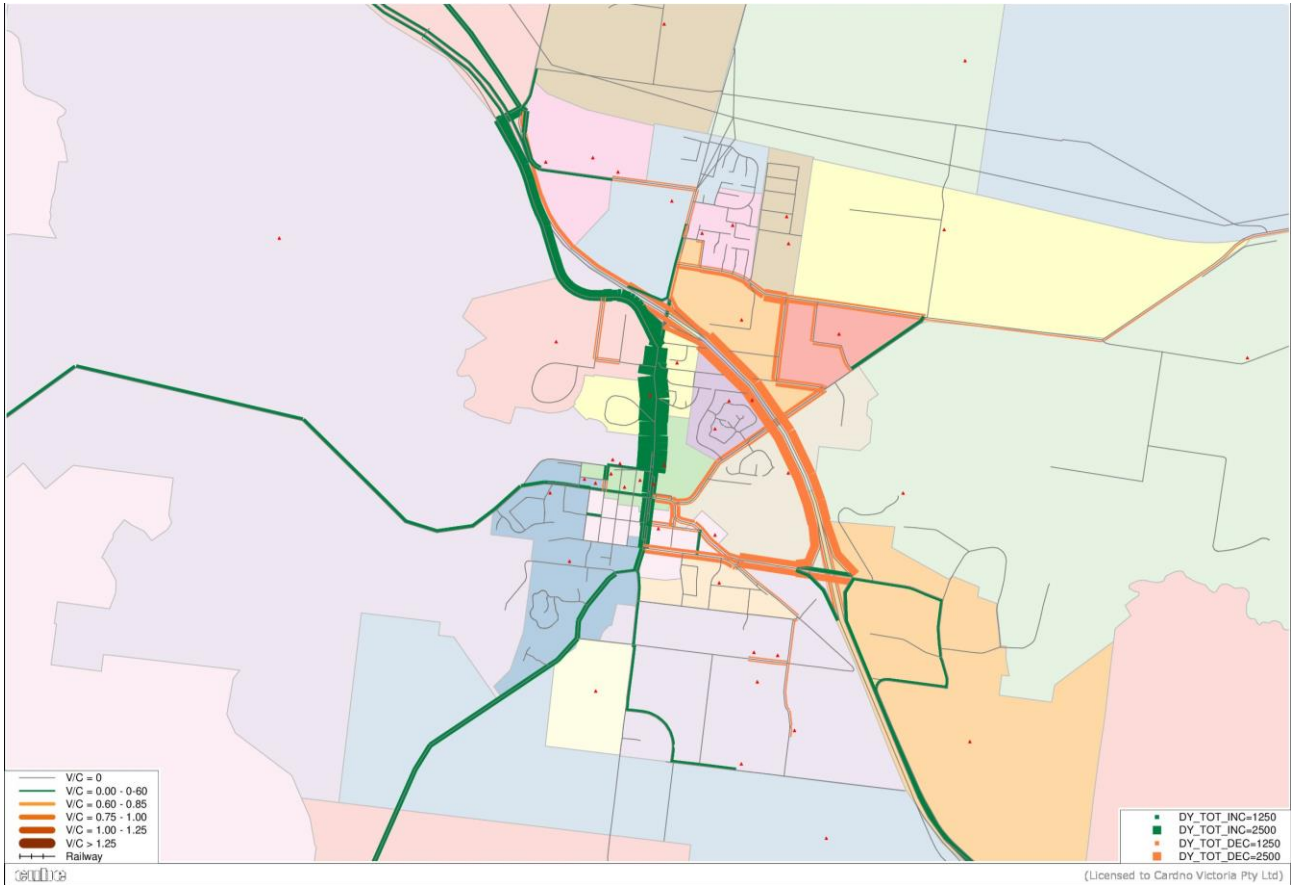 V/C = 0
V/C = 0.00 - 0-60
V/C = 0.60 - 0.85
V/C = 0.75 - 1.00
V/C = 1.00 - 1.25
V/C > 1.25
Railway
DY_TOT_INC=1250
DY_TOT_INC=2500
DY_TOT_DEC=1250
DY_TOT_DEC=2500
cube
(Licensed to Cardno Victoria Pty Ltd)